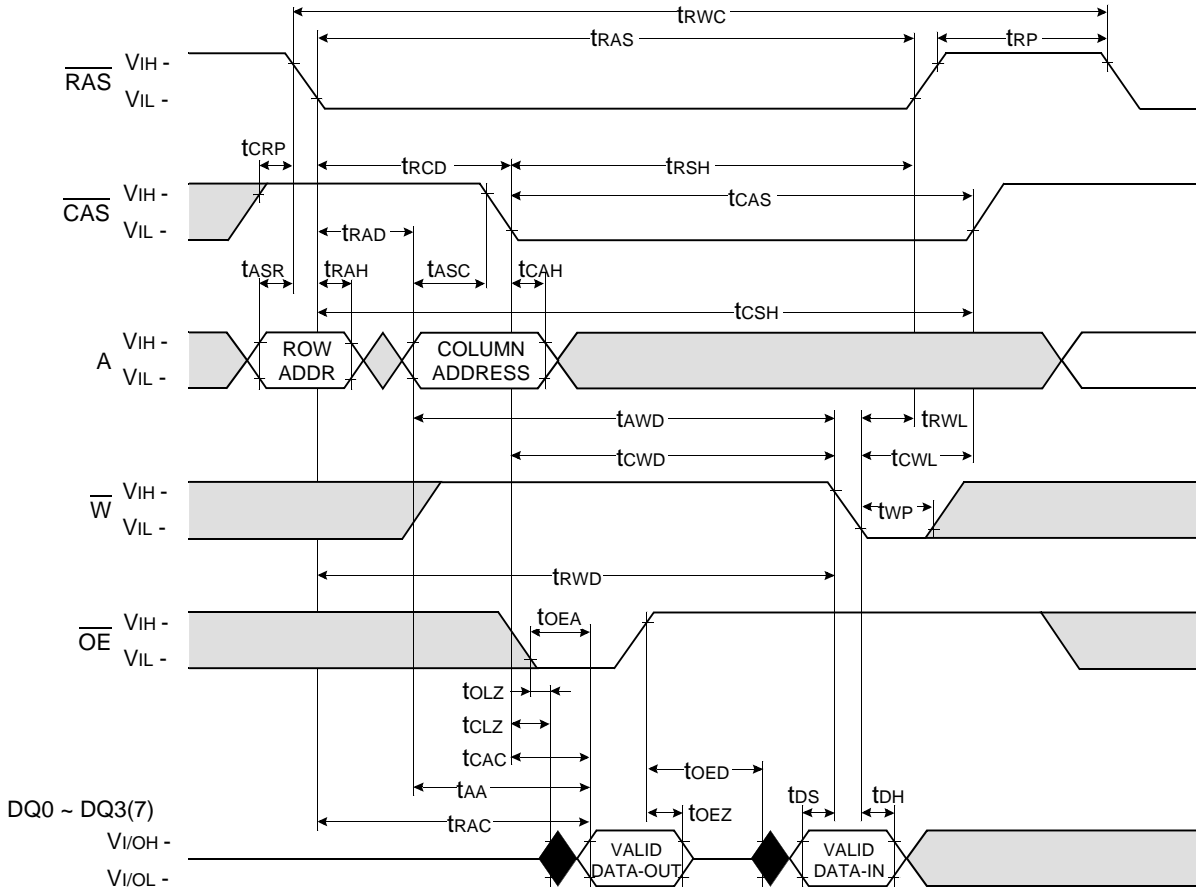 tRWC
tRAS
tRP
RAS
VIH -
VIL -
tCRP
tRCD
tRSH
CAS
VIH -
VIL -
tCAS
tRAD
tASR
tRAH
tASC
tCAH
tCSH
A
VIH -
VIL -
ROW
ADDR
COLUMN
ADDRESS
tAWD
tRWL
tCWD
tCWL
W
VIH -
VIL -
tWP
tRWD
OE
VIH -
VIL -
tOEA
tOLZ
tCLZ
tCAC
tOED
tAA
tOEZ
tDS
tDH
DQ0 ~ DQ3(7)
tRAC
VI/OH -
VI/OL -
VALID
DATA-OUT
VALID
DATA-IN